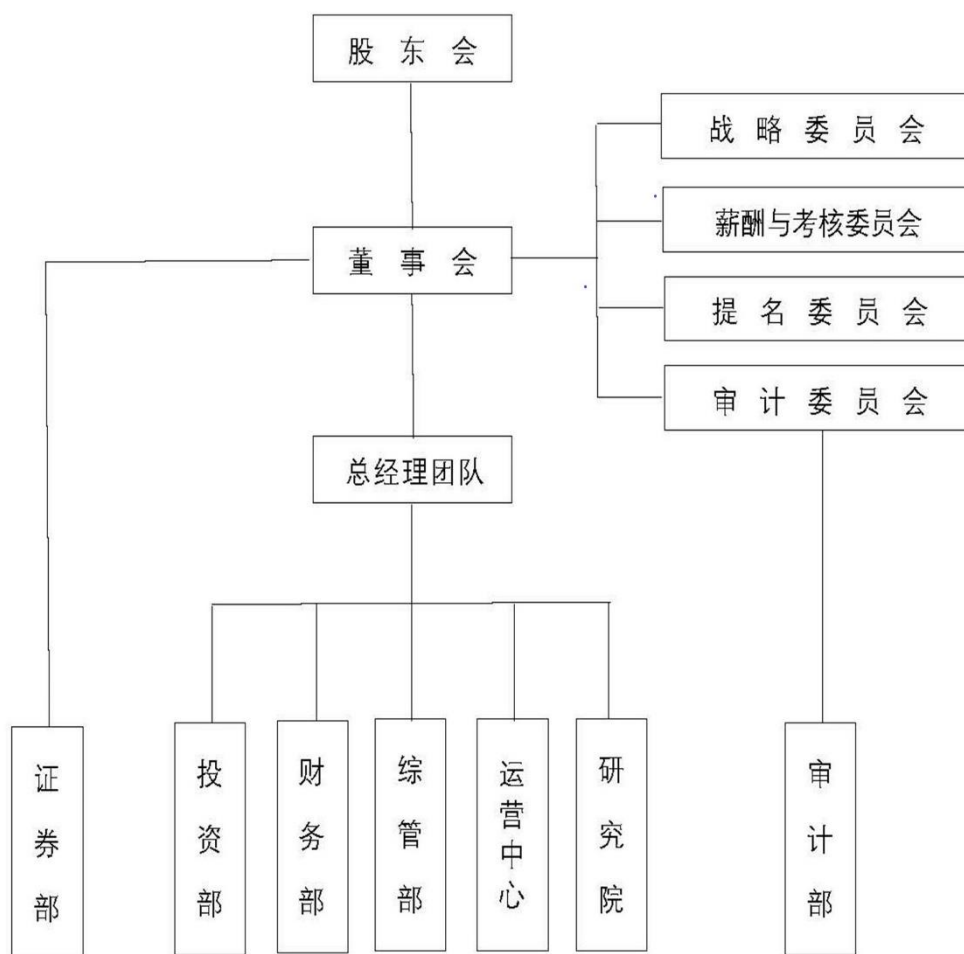 股东会
战略委员会
薪酬与考核委员会
董事会
提名委员会
审计委员会
总经理团队
证券部
投资部
财务部
综管部
运营中心
研究院
审计部